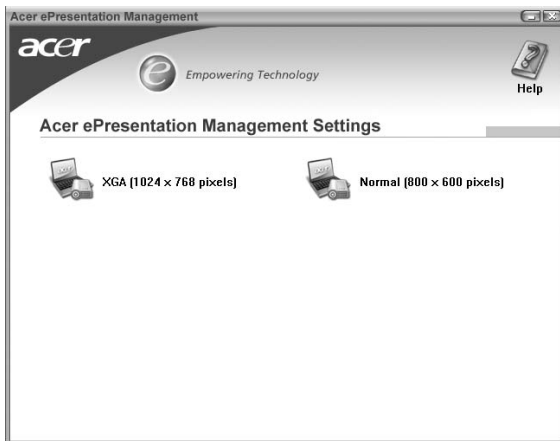 Acer ePresentation Management
acer
e Empowering Technology
Help
Acer ePresentation Management Settings
XGA (1024 x 768 pixels)
Normal (800 x 600 pixels)